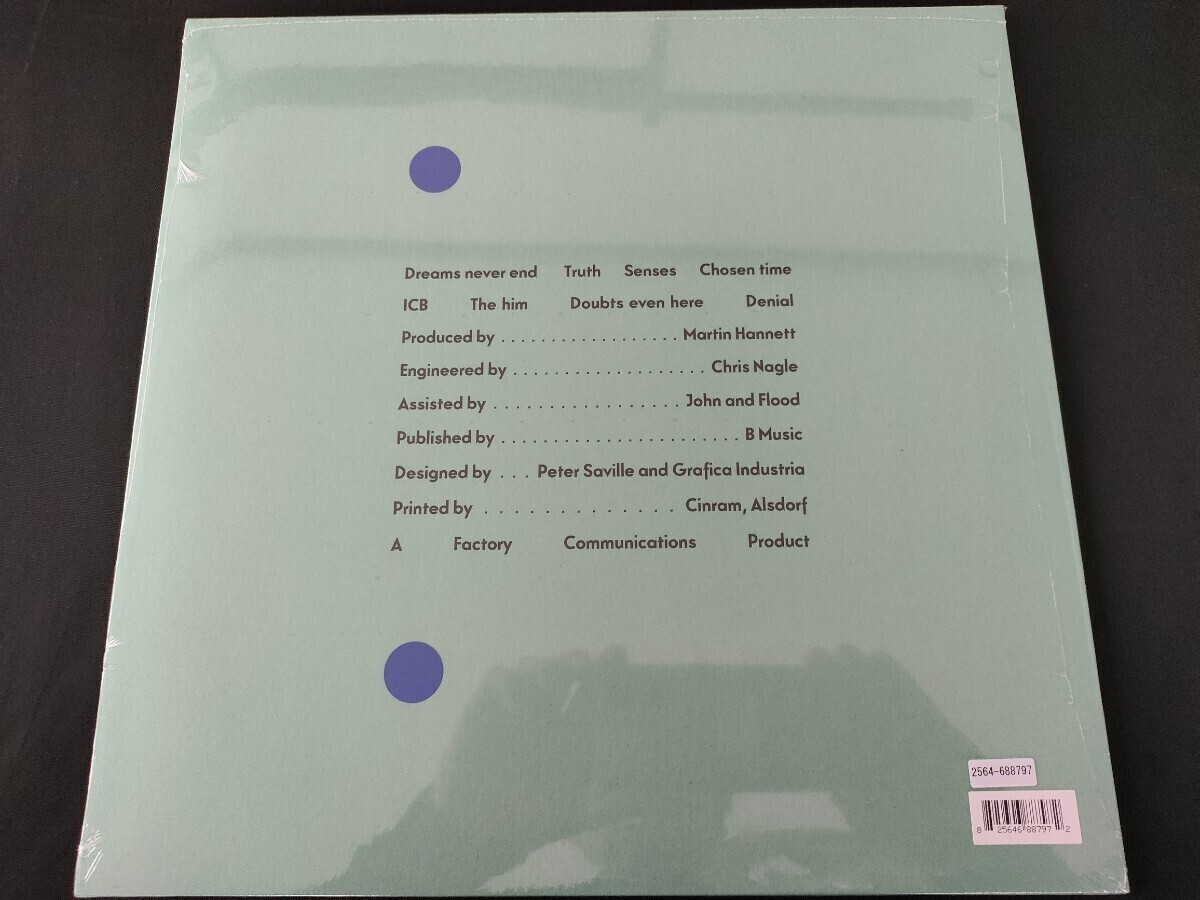 Dreams never end Truth Senses Chosen time
ICB The him Doubts even here Denial
Produced by . . . . . . . . . . . . . . . . . . Martin Hannett
Engineered by . . . . . . . . . . . . . . . . . . . Chris Nagle
Assisted by . . . . . . . . . . . . . . . . . John and Flood
Published by . . . . . . . . . . . . . . . . . . . . . . . B Music
Designed by . . . Peter Saville and Grafica Industria
Printed by . . . . . . . . . . . . . Cinram, Alsdorf
A Factory Communications Product
2564-688797
8 25646 88797 2